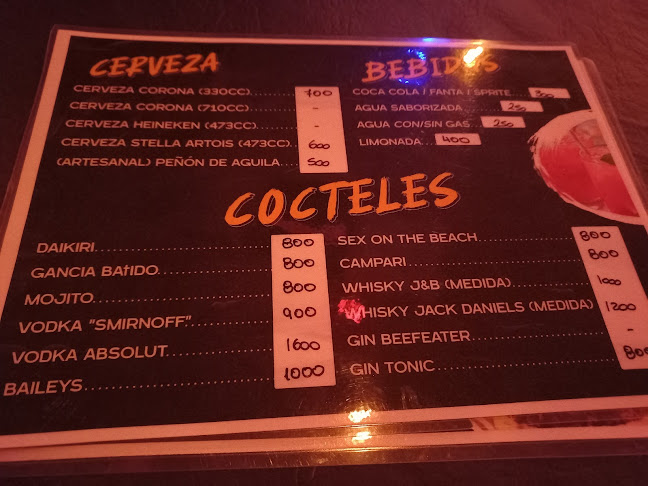 CERVEZA
CERVEZA CORONA (330CC) 700
CERVEZA CORONA (710CC) -
CERVEZA HEINEKEN (473CC) -
CERVEZA STELLA ARTOIS (473CC) 600
(ARTESANAL) PEÑÓN DE AGUILA 500
BEBIDAS
COCA COLA / FANTA / SPRITE 300
AGUA SABORIZADA 250
AGUA CON/SIN GAS 250
LIMONADA 400
COCTELES
DAIKIRI 800
GANCIA BAtIDO 800
MOJITO 800
VODKA "SMIRNOFF" 900
VODKA ABSOLUT 1600
BAILEYS 1000
SEX ON THE BEACH 800
CAMPARI 800
WHISKY J&B (MEDIDA) 1000
WHISKY JACK DANIELS (MEDIDA) 1200
GIN BEEFEATER -
GIN TONIC 800